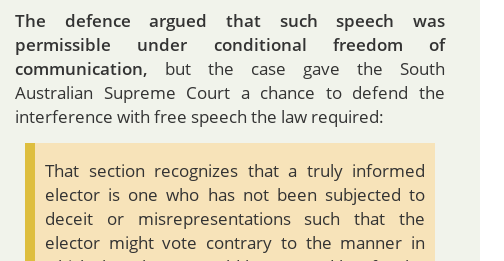 The defence argued that such speech was
permissible under conditional freedom of
communication, but the case gave the South
Australian Supreme Court a chance to defend the
interference with free speech the law required:
That section recognizes that a truly informed
elector is one who has not been subjected to
deceit or misrepresentations such that the
elector might vote contrary to the manner in